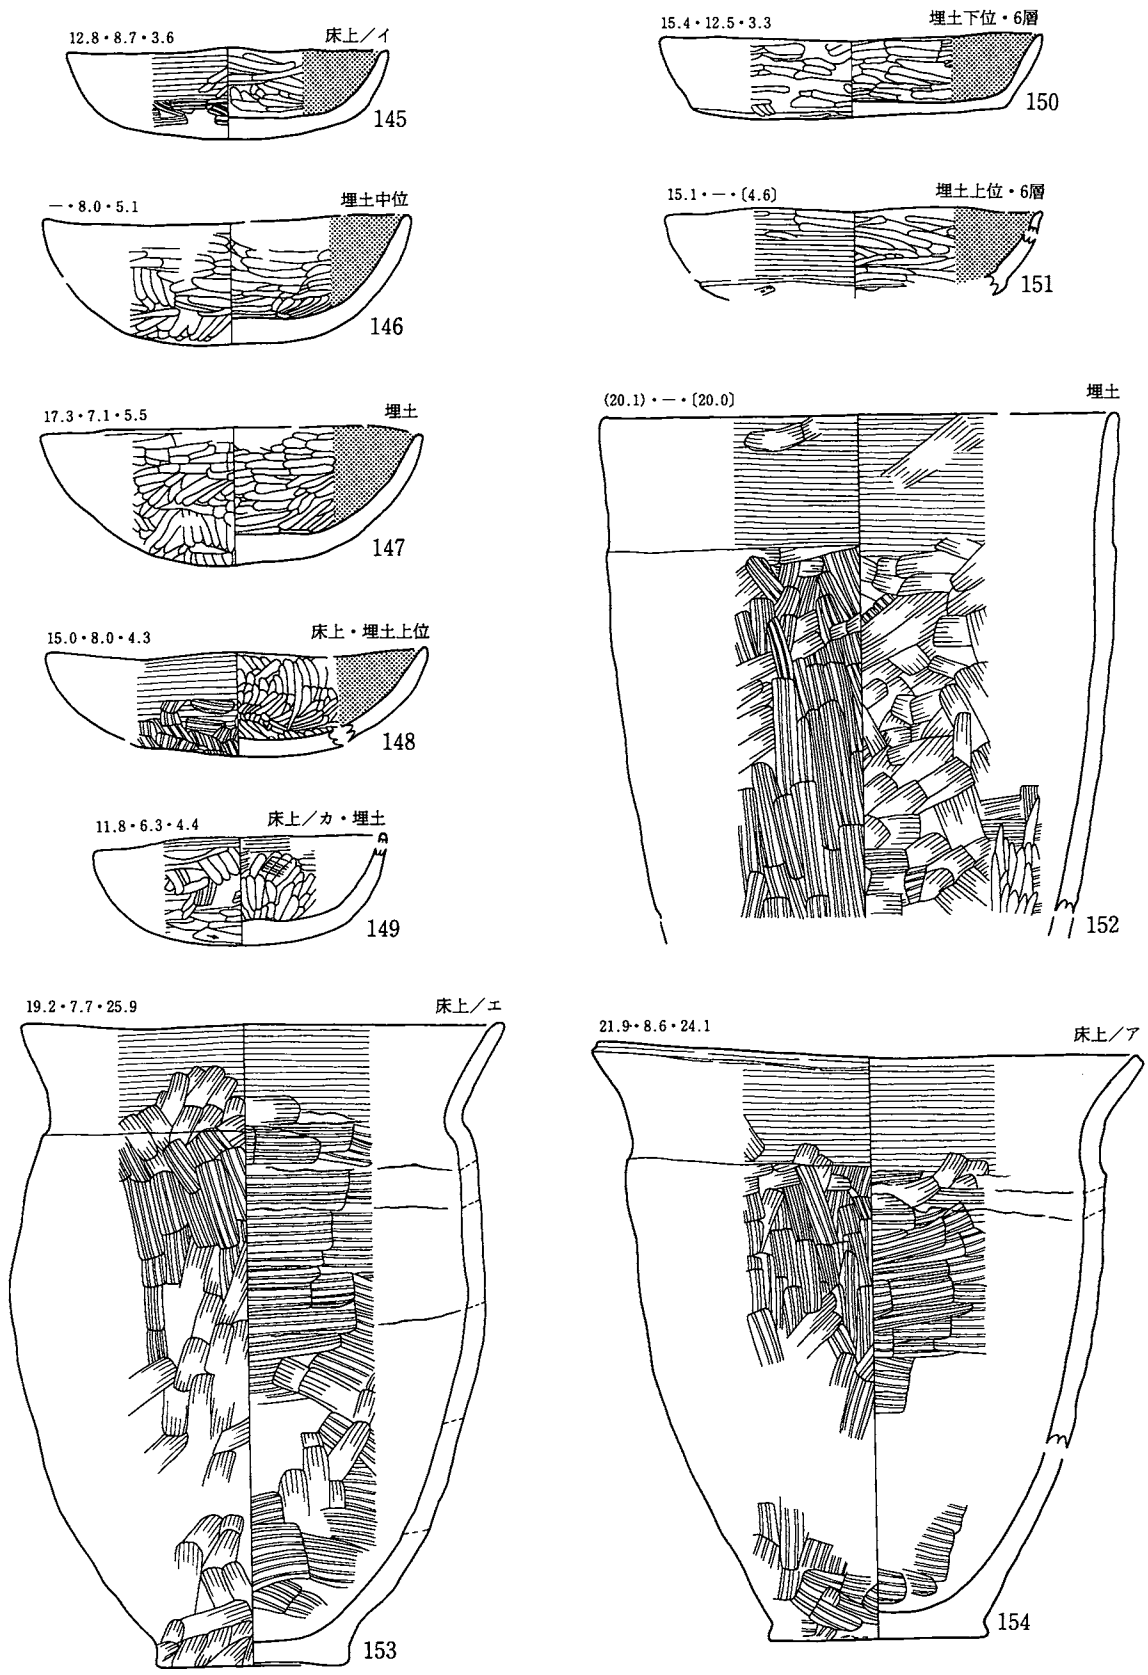 12.8・8.7・3.6
床上/イ
145
一・8.0・5.1
埋土中位
146
17.3・7.1・5.5
埋土
147
15.0・8.0・4.3
床上・埋土上位
148
11.8・6.3・4.4
床上/カ・埋土
149
15.4・12.5・3.3
埋土下位・6層
150
15.1・一・〔4.6〕
埋土上位・6層
151
(20.1)・一・〔20.0〕
埋土
152
19.2・7.7・25.9
床上/エ
153
21.9・8.6・24.1
床上/ア
154